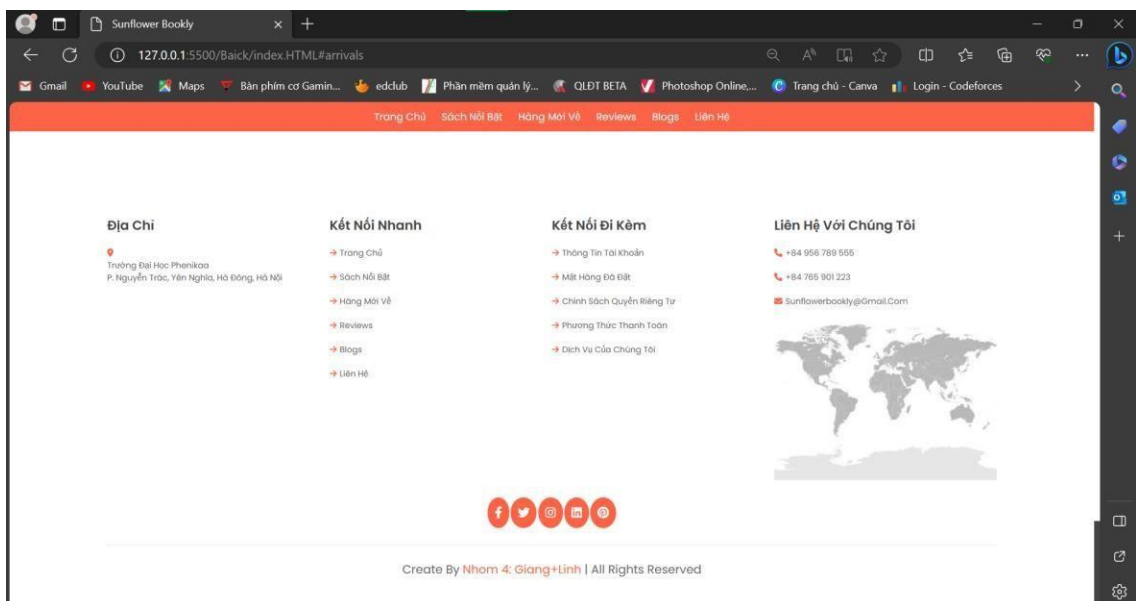 Sunflower Bookly
127.0.0.1:5500/Baick/index.HTML#arrivals
Gmail YouTube Maps Bàn phím cơ Gamin... edclub Phần mềm quản lý... QLĐT BETA Photoshop Online,... Trang chủ - Canva Login - Codeforces
Trang Chủ Sách Nổi Bật Hàng Mới Về Reviews Blogs Liên Hệ
Địa Chỉ
Trường Đại Học Phenikaa
P. Nguyễn Trác, Yên Nghĩa, Hà Đông, Hà Nội
Kết Nối Nhanh
Trang Chủ
Sách Nổi Bật
Hàng Mới Về
Reviews
Blogs
Liên Hệ
Kết Nối Đi Kèm
Thông Tin Tài Khoản
Mặt Hàng Đã Đặt
Chính Sách Quyền Riêng Tư
Phương Thức Thanh Toán
Dịch Vụ Của Chúng Tôi
Liên Hệ Với Chúng Tôi
+84 956 789 555
+84 765 901 223
Sunflowerbookly@Gmail.Com
Create By Nhom 4: Giang+Linh | All Rights Reserved